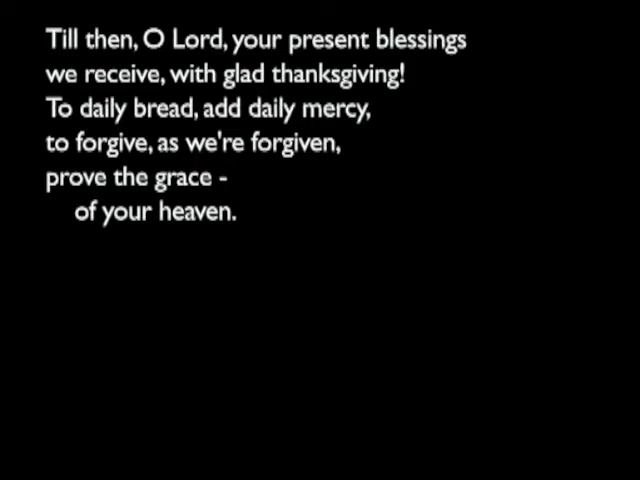 Till then, O Lord, your present blessings
we receive, with glad thanksgiving!
To daily bread, add daily mercy,
to forgive, as we're forgiven,
prove the grace -
of your heaven.